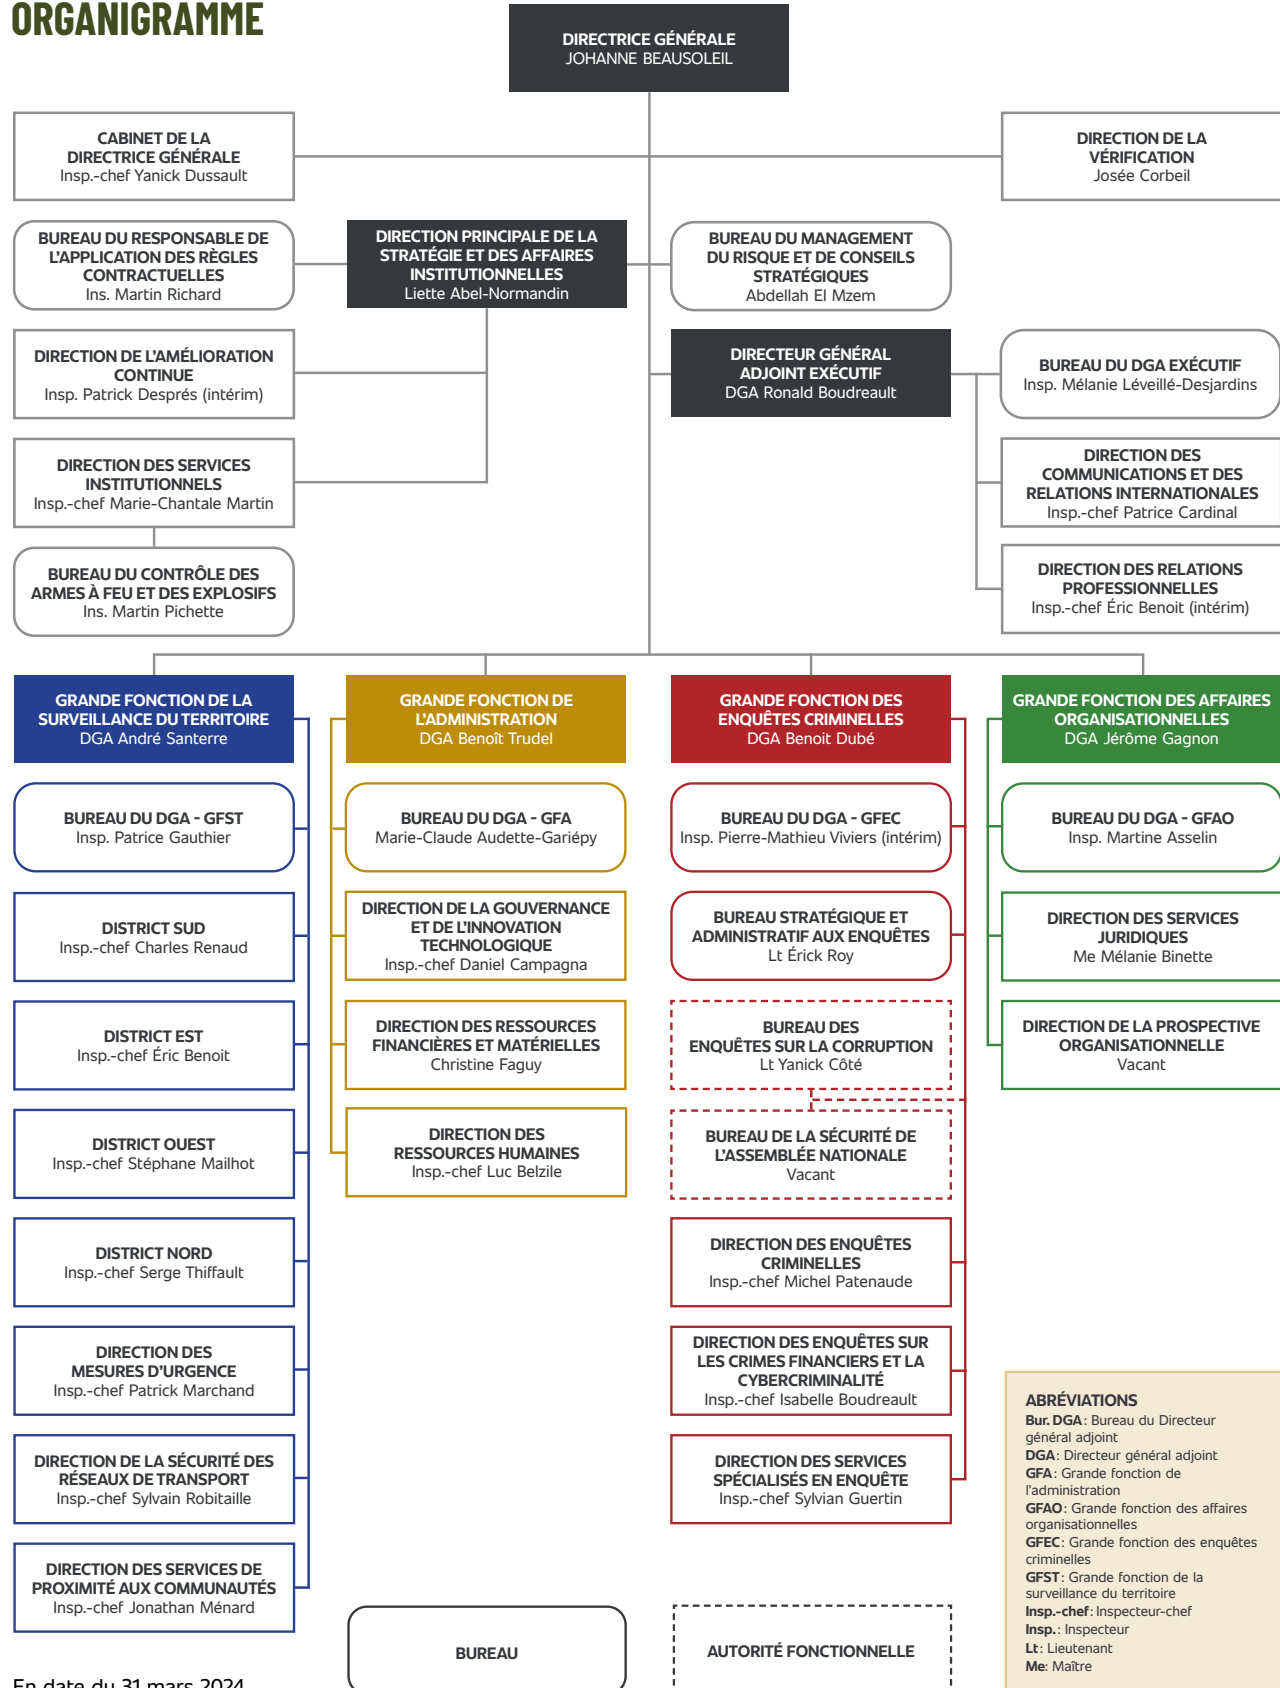 ORGANIGRAMME
DIRECTRICE GÉNÉRALE
JOHANNE BEAUSOLEIL
CABINET DE LA
DIRECTRICE GÉNÉRALE
Insp.-chef Yanick Dussault
DIRECTION DE LA
VÉRIFICATION
Josée Corbeil
BUREAU DU RESPONSABLE DE
L'APPLICATION DES RÈGLES
CONTRACTUELLES
Ins. Martin Richard
DIRECTION PRINCIPALE DE LA
STRATÉGIE ET DES AFFAIRES
INSTITUTIONNELLES
Liette Abel-Normandin
BUREAU DU MANAGEMENT
DU RISQUE ET DE CONSEILS
STRATÉGIQUES
Abdellah El Mzem
DIRECTION DE L'AMÉLIORATION
CONTINUE
Insp. Patrick Després (intérim)
DIRECTEUR GÉNÉRAL
ADJOINT EXÉCUTIF
DGA Ronald Boudreault
BUREAU DU DGA EXÉCUTIF
Insp. Mélanie Léveillé-Desjardins
DIRECTION DES SERVICES
INSTITUTIONNELS
Insp.-chef Marie-Chantale Martin
DIRECTION DES
COMMUNICATIONS ET DES
RELATIONS INTERNATIONALES
Insp.-chef Patrice Cardinal
BUREAU DU CONTRÔLE DES
ARMES À FEU ET DES EXPLOSIFS
Ins. Martin Pichette
DIRECTION DES RELATIONS
PROFESSIONNELLES
Insp.-chef Éric Benoit (intérim)
GRANDE FONCTION DE LA
SURVEILLANCE DU TERRITOIRE
DGA André Santerre
BUREAU DU DGA - GFST
Insp. Patrice Gauthier
DISTRICT SUD
Insp.-chef Charles Renaud
DISTRICT EST
Insp.-chef Éric Benoit
DISTRICT OUEST
Insp.-chef Stéphane Mailhot
DISTRICT NORD
Insp.-chef Serge Thiffault
DIRECTION DES
MESURES D'URGENCE
Insp.-chef Patrick Marchand
DIRECTION DE LA SÉCURITÉ DES
RÉSEAUX DE TRANSPORT
Insp.-chef Sylvain Robitaille
DIRECTION DES SERVICES DE
PROXIMITÉ AUX COMMUNAUTÉS
Insp.-chef Jonathan Ménard
GRANDE FONCTION DE
L'ADMINISTRATION
DGA Benoît Trudel
BUREAU DU DGA - GFA
Marie-Claude Audette-Gariépy
DIRECTION DE LA GOUVERNANCE
ET DE L'INNOVATION
TECHNOLOGIQUE
Insp.-chef Daniel Campagna
DIRECTION DES RESSOURCES
FINANCIÈRES ET MATÉRIELLES
Christine Faguy
DIRECTION DES
RESSOURCES HUMAINES
Insp.-chef Luc Belzile
GRANDE FONCTION DES
ENQUÊTES CRIMINELLES
DGA Benoit Dubé
BUREAU DU DGA - GFEC
Insp. Pierre-Mathieu Viviers (intérim)
BUREAU STRATÉGIQUE ET
ADMINISTRATIF AUX ENQUÊTES
Lt Érick Roy
BUREAU DES
ENQUÊTES SUR LA CORRUPTION
Lt Yanick Côté
BUREAU DE LA SÉCURITÉ DE
L'ASSEMBLÉE NATIONALE
Vacant
DIRECTION DES ENQUÊTES
CRIMINELLES
Insp.-chef Michel Patenaude
DIRECTION DES ENQUÊTES SUR
LES CRIMES FINANCIERS ET LA
CYBERCRIMINALITÉ
Insp.-chef Isabelle Boudreault
DIRECTION DES SERVICES
SPÉCIALISÉS EN ENQUÊTE
Insp.-chef Sylvian Guertin
GRANDE FONCTION DES AFFAIRES
ORGANISATIONNELLES
DGA Jérôme Gagnon
BUREAU DU DGA - GFAO
Insp. Martine Asselin
DIRECTION DES SERVICES
JURIDIQUES
Me Mélanie Binette
DIRECTION DE LA PROSPECTIVE
ORGANISATIONNELLE
Vacant
ABRÉVIATIONS
Bur. DGA : Bureau du Directeur
général adjoint
DGA : Directeur général adjoint
GFA : Grande fonction de
l'administration
GFAO : Grande fonction des affaires
organisationnelles
GFEC : Grande fonction des enquêtes
criminelles
GFST : Grande fonction de la
surveillance du territoire
Insp.-chef : Inspecteur-chef
Insp. : Inspecteur
Lt : Lieutenant
Me: Maître
BUREAU
AUTORITÉ FONCTIONNELLE
En date du 31 mars 2024